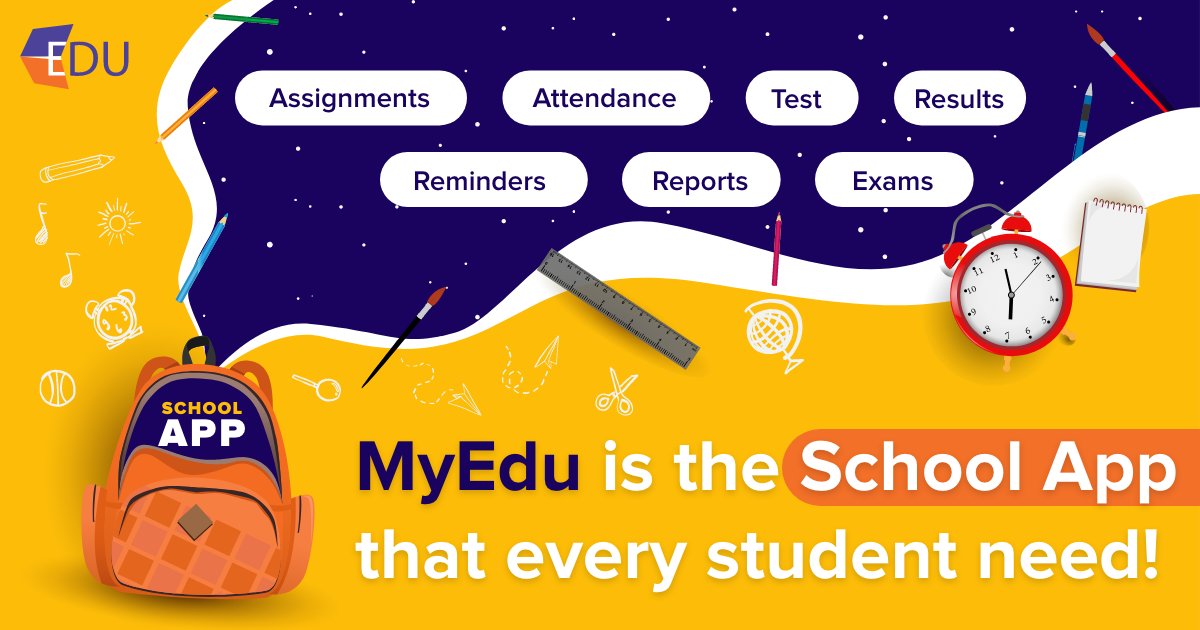 EDU
Assignments Attendance Test Results
Reminders Reports Exams
SCHOOL
APP
MyEdu is the School App
that every student need!